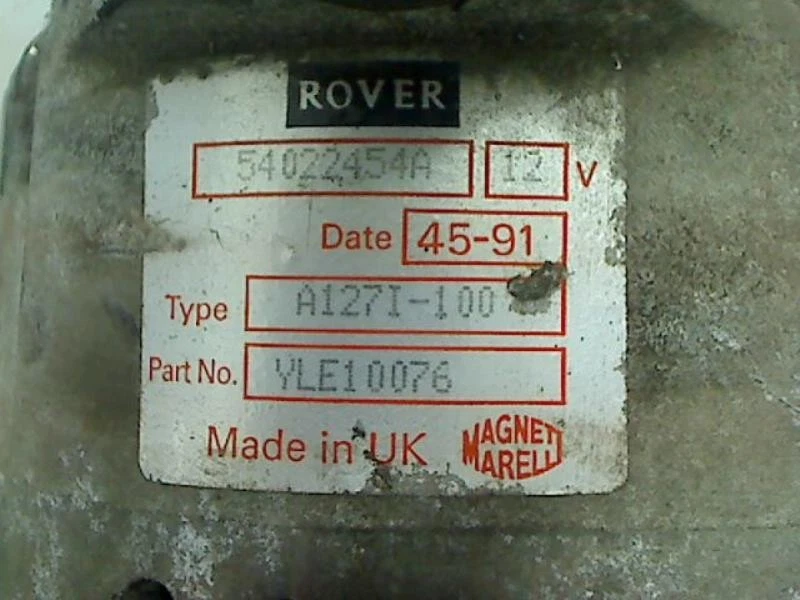 ROVER
54022454A 12 V
Date 45-91
Type A127I-100
Part No. YLE10076
Made in UK MAGNETI MARELLI